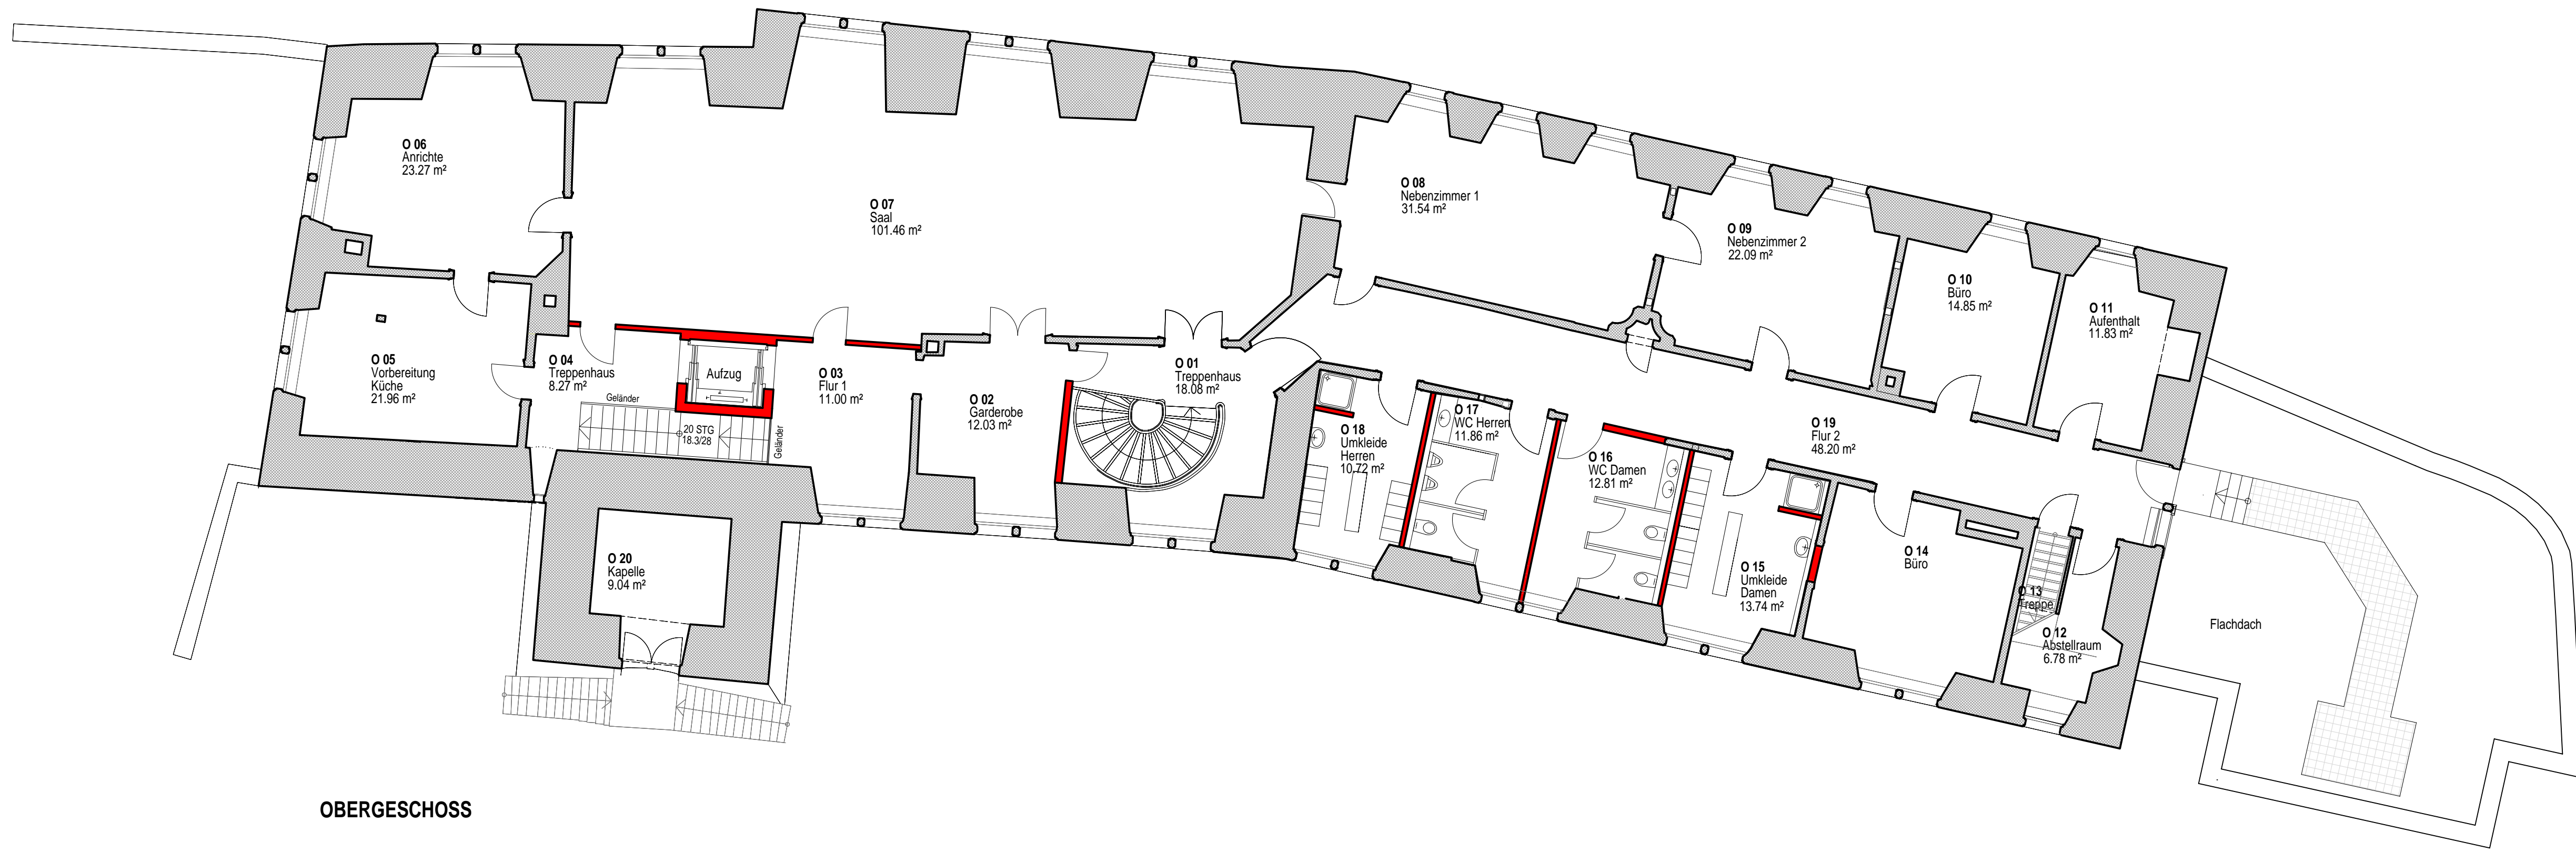 O 06
Anrichte
23.27 m²
O 07
Saal
101.46 m²
O 08
Nebenzimmer 1
31.54 m²
O 09
Nebenzimmer 2
22.09 m²
O 10
Büro
14.85 m²
O 11
Aufenthalt
11.83 m²
O 05
Vorbereitung
Küche
21.96 m²
O 04
Treppenhaus
8.27 m²
Geländer
Aufzug
20 STG
18.3/28
Geländer
O 03
Flur 1
11.00 m²
O 02
Garderobe
12.03 m²
O 01
Treppenhaus
18.08 m²
O 18
Umkleide
Herren
10.72 m²
O 17
WC Herren
11.86 m²
O 16
WC Damen
12.81 m²
O 19
Flur 2
48.20 m²
O 15
Umkleide
Damen
13.74 m²
O 14
Büro
O 13
Treppe
O 12
Abstellraum
6.78 m²
Flachdach
O 20
Kapelle
9.04 m²
OBERGESCHOSS